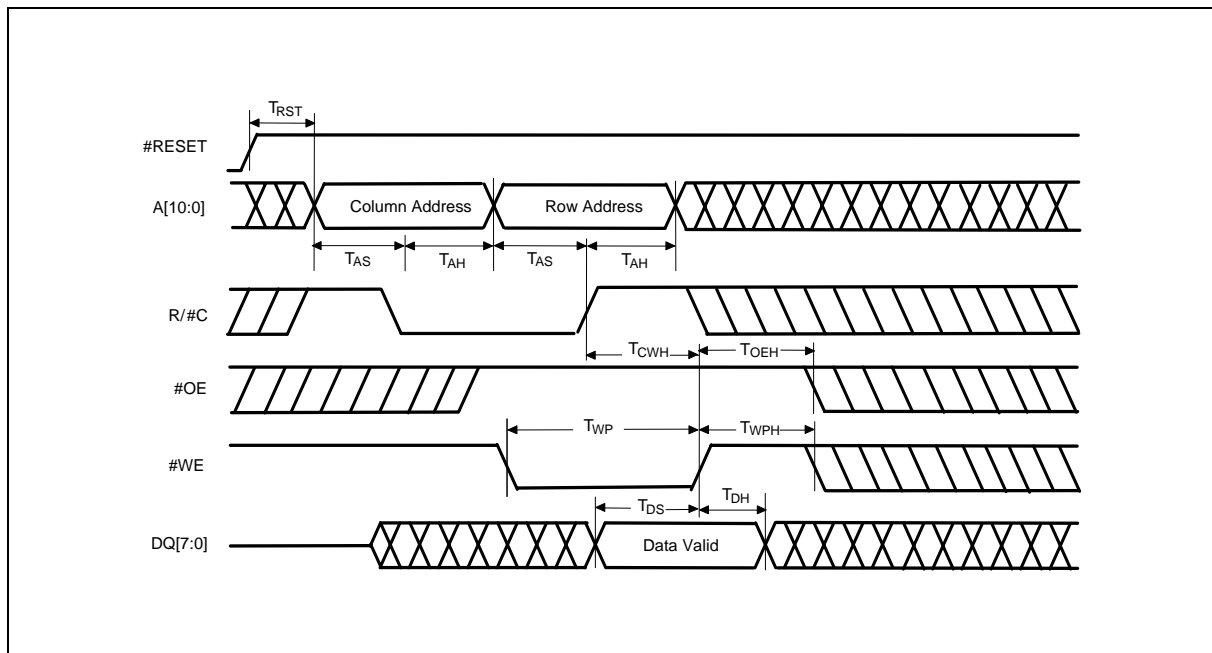 TRST
#RESET
A[10:0]
Column Address
Row Address
TAS
TAH
TAS
TAH
R/#C
TCWH
TOEH
#OE
TWP
TWPH
#WE
TDS
TDH
DQ[7:0]
Data Valid